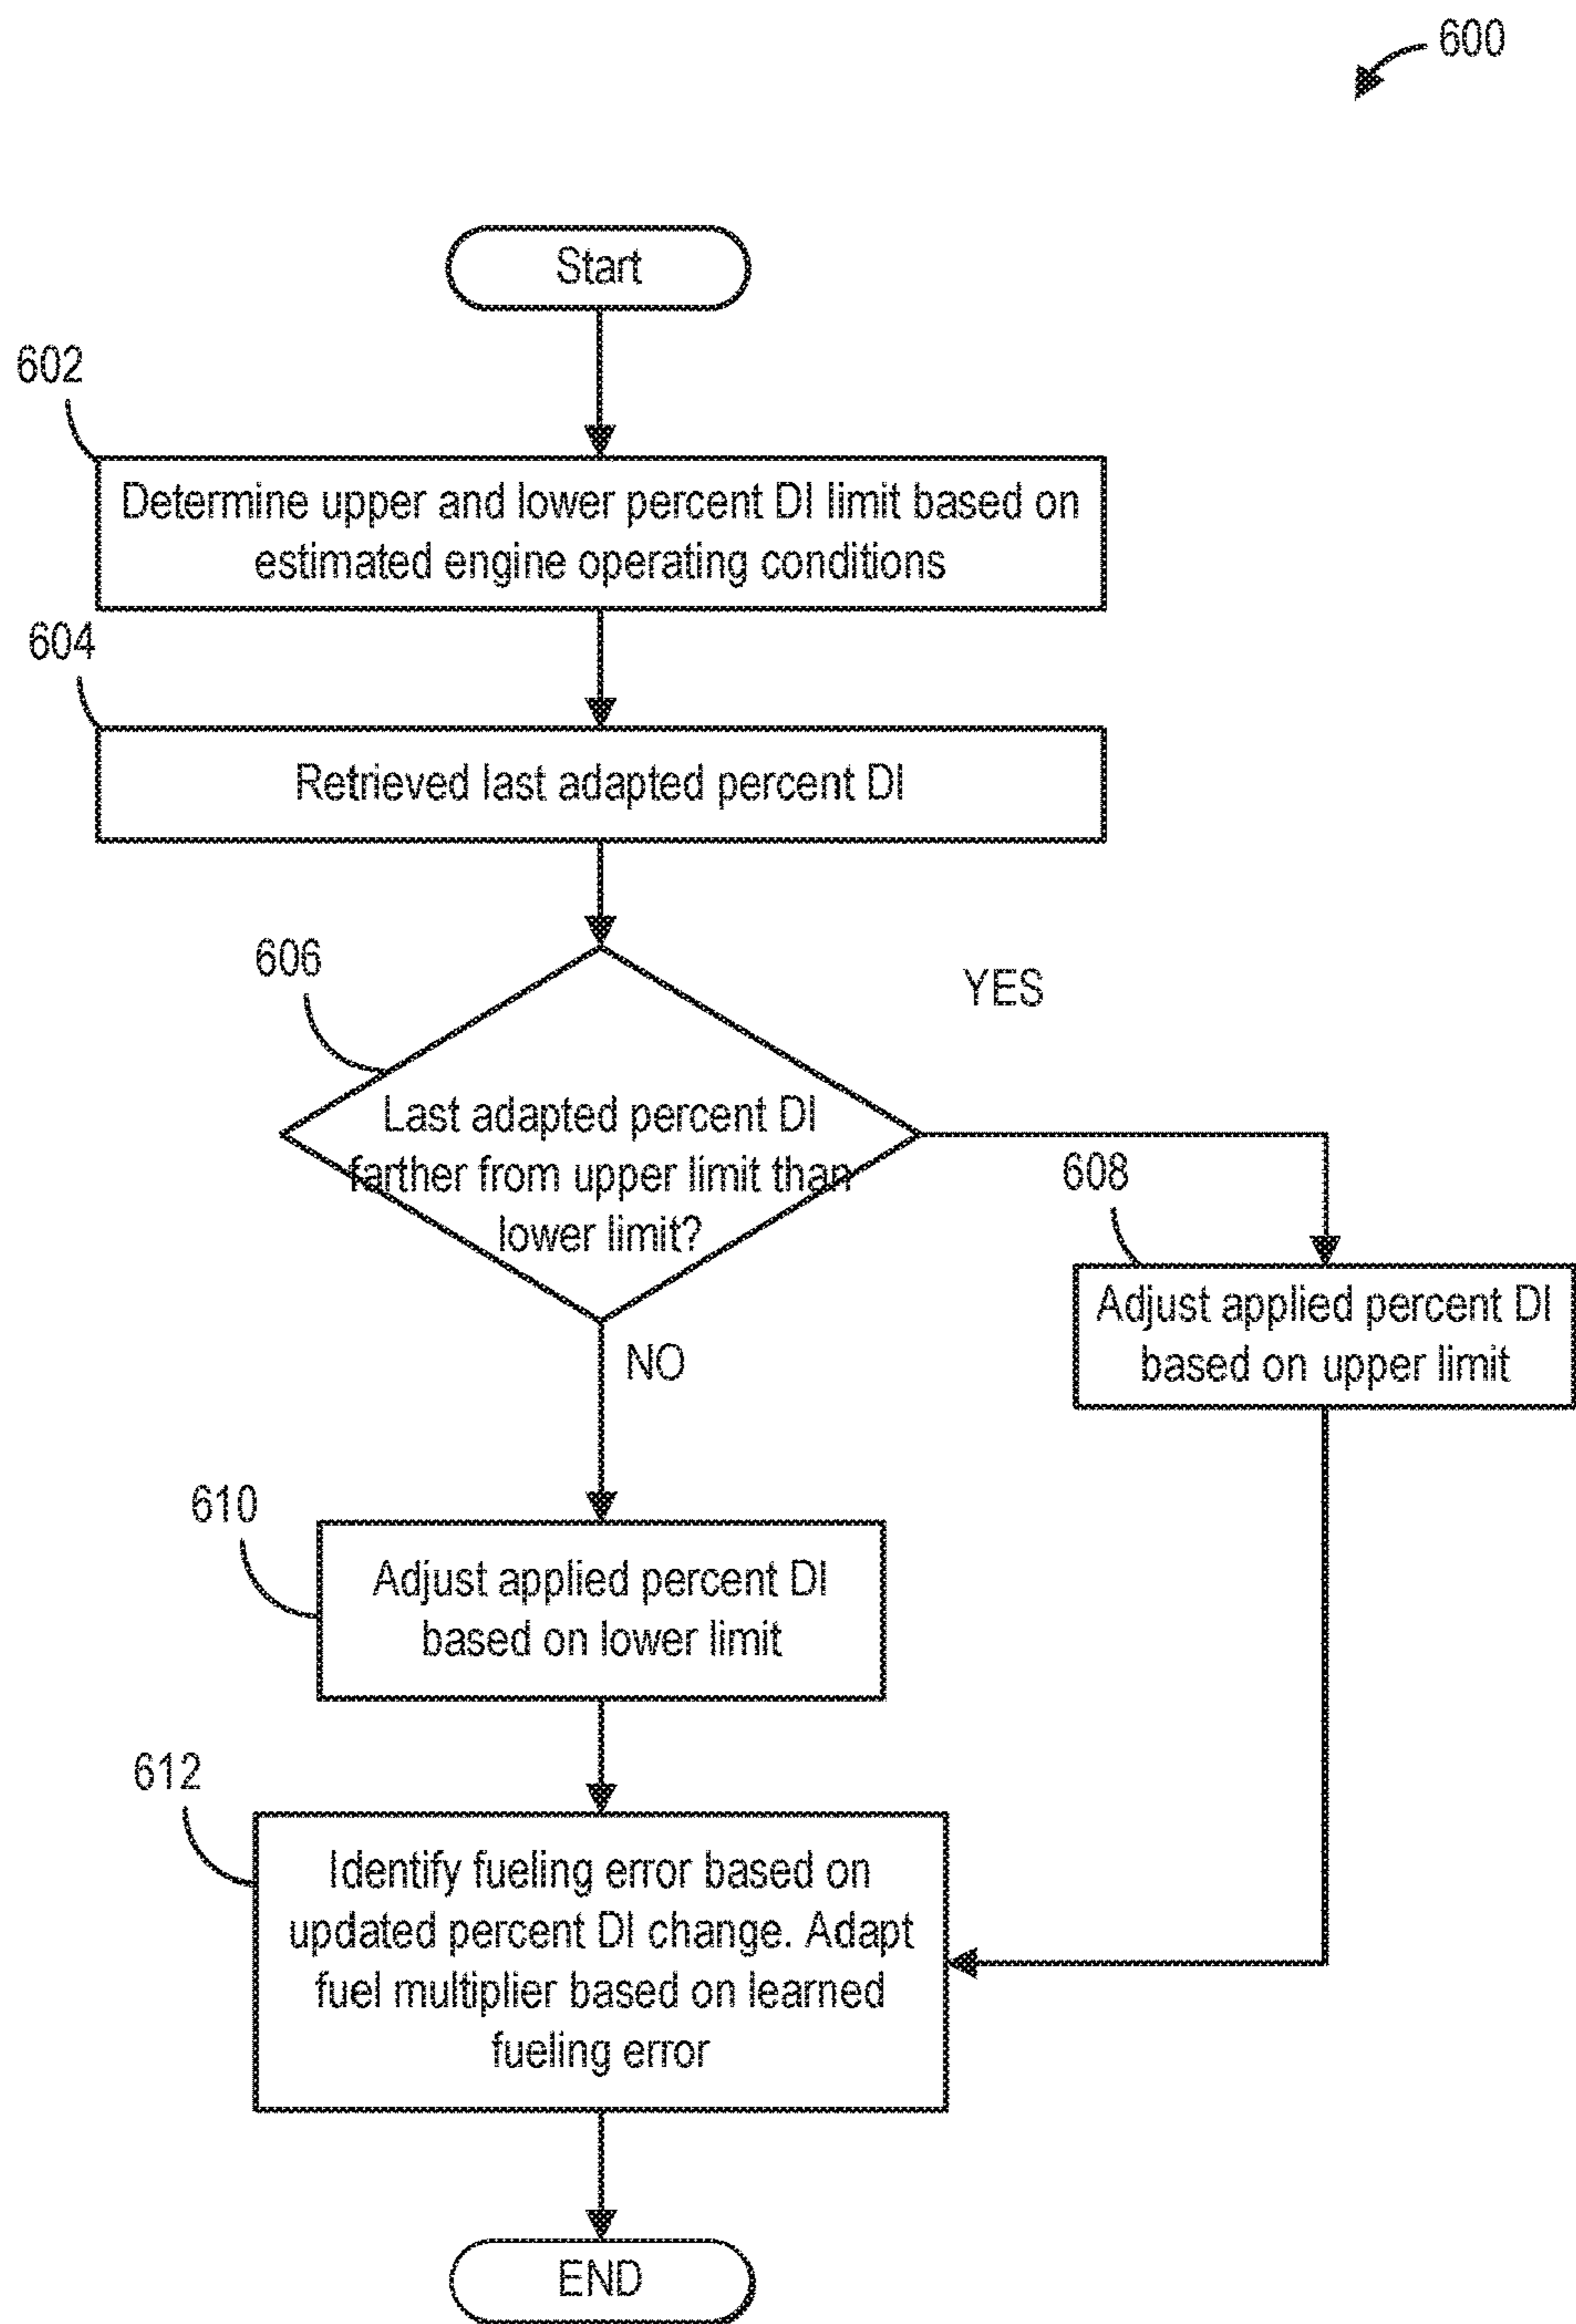 600
Start
602
Determine upper and lower percent DI limit based on
estimated engine operating conditions
604
Retrieved last adapted percent DI
606
YES
Last adapted percent DI
farther from upper limit than
lower limit?
608
Adjust applied percent DI
based on upper limit
NO
610
Adjust applied percent DI
based on lower limit
612
Identify fueling error based on
updated percent DI change. Adapt
fuel multiplier based on learned
fueling error
END